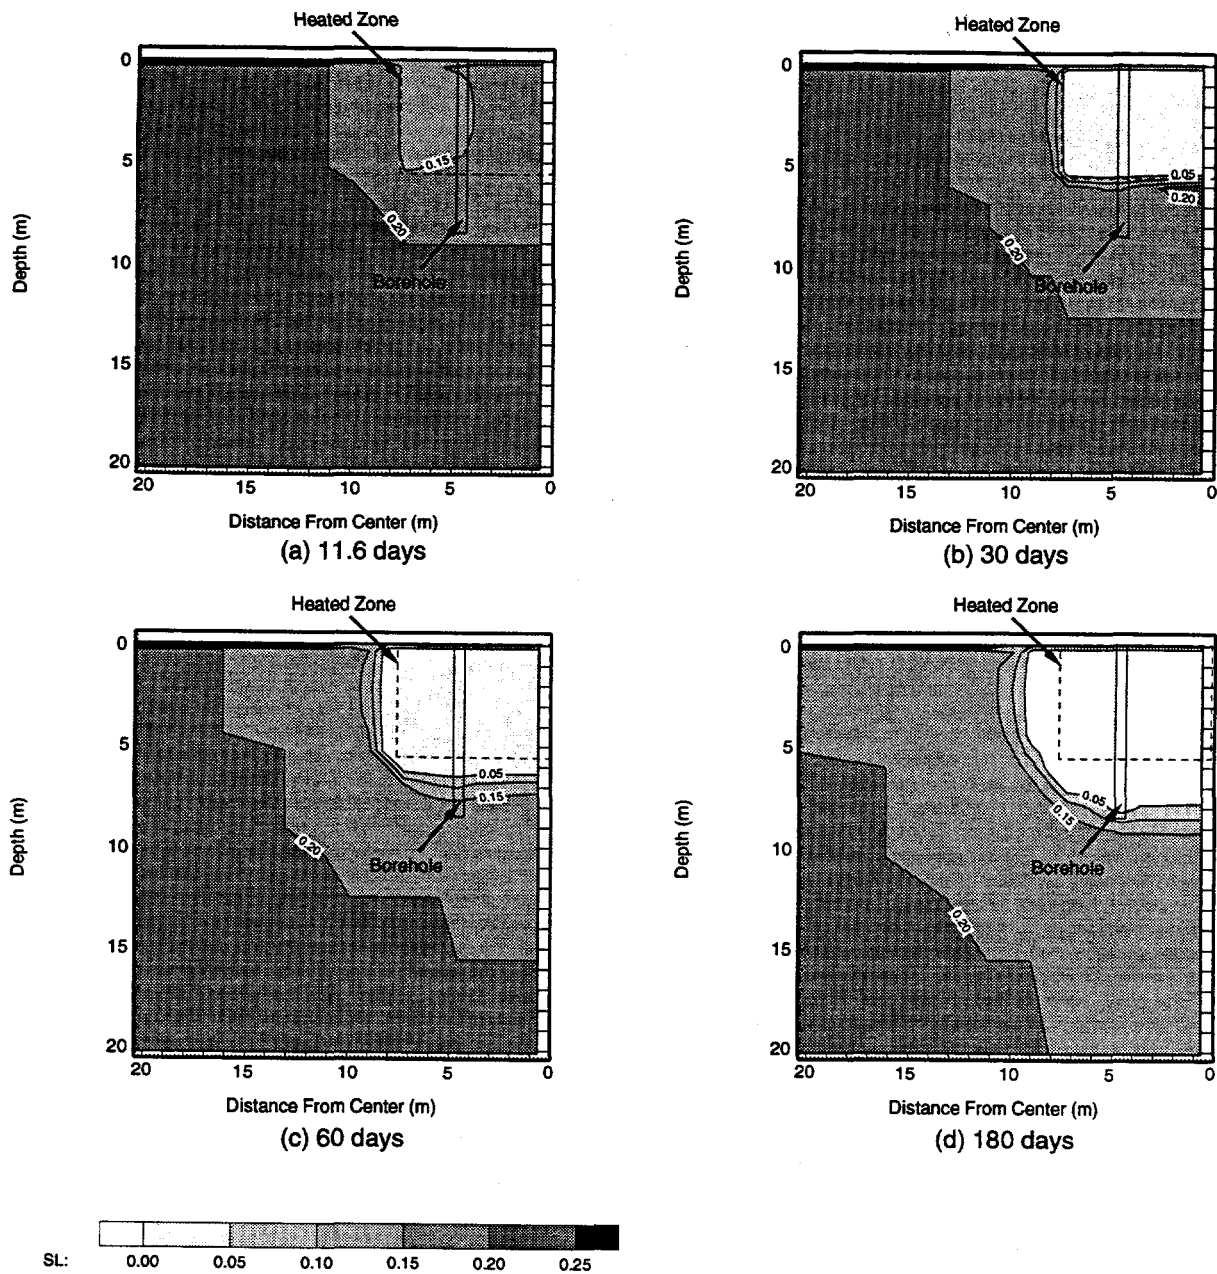 Heated Zone
0
5
10
15
20
Depth (m)
0.15
0.20
Borehole
20
15
10
5
0
Distance From Center (m)
(a) 11.6 days
Heated Zone
0
5
10
15
20
Depth (m)
0.05
0.20
0.20
Borehole
20
15
10
5
0
Distance From Center (m)
(b) 30 days
Heated Zone
0
5
10
15
20
Depth (m)
0.05
0.15
0.20
Borehole
20
15
10
5
0
Distance From Center (m)
(c) 60 days
Heated Zone
0
5
10
15
20
Depth (m)
0.05
0.15
0.20
Borehole
20
15
10
5
0
Distance From Center (m)
(d) 180 days
SL: 0.00 0.05 0.10 0.15 0.20 0.25